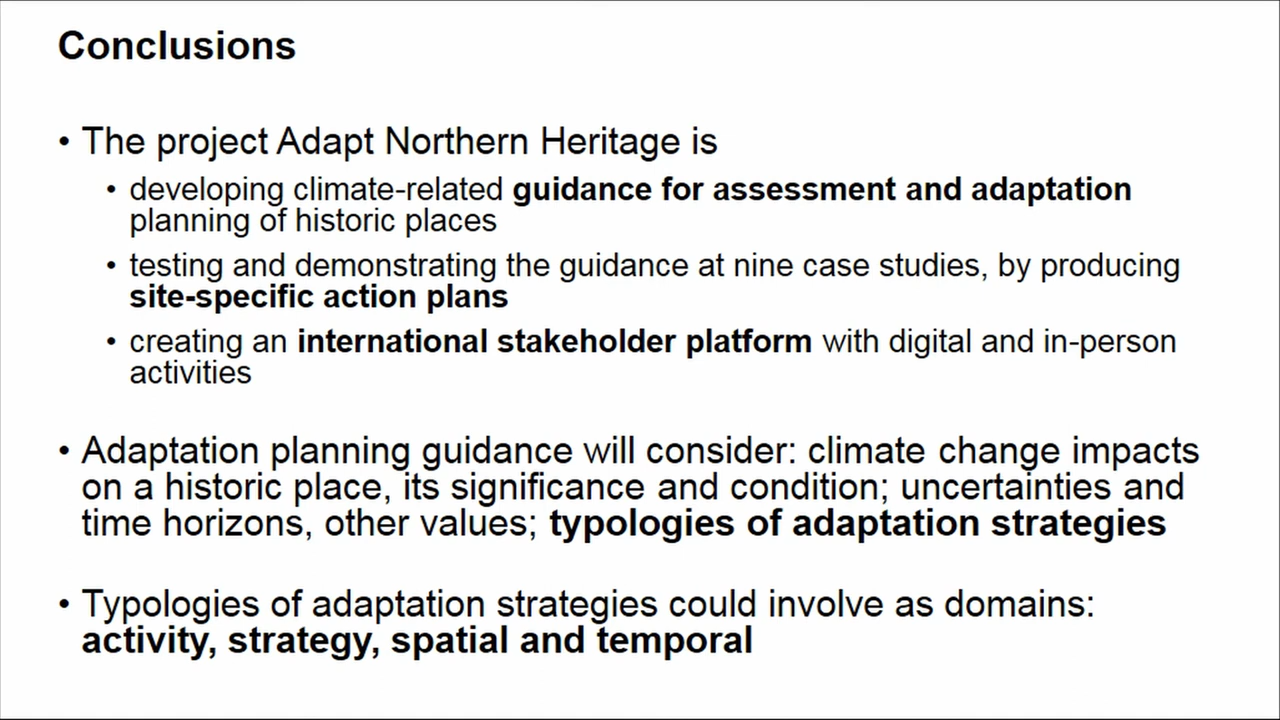 Conclusions
• The project Adapt Northern Heritage is
• developing climate-related guidance for assessment and adaptation
planning of historic places
• testing and demonstrating the guidance at nine case studies, by producing
site-specific action plans
• creating an international stakeholder platform with digital and in-person
activities
• Adaptation planning guidance will consider: climate change impacts
on a historic place, its significance and condition; uncertainties and
time horizons, other values; typologies of adaptation strategies
• Typologies of adaptation strategies could involve as domains:
activity, strategy, spatial and temporal